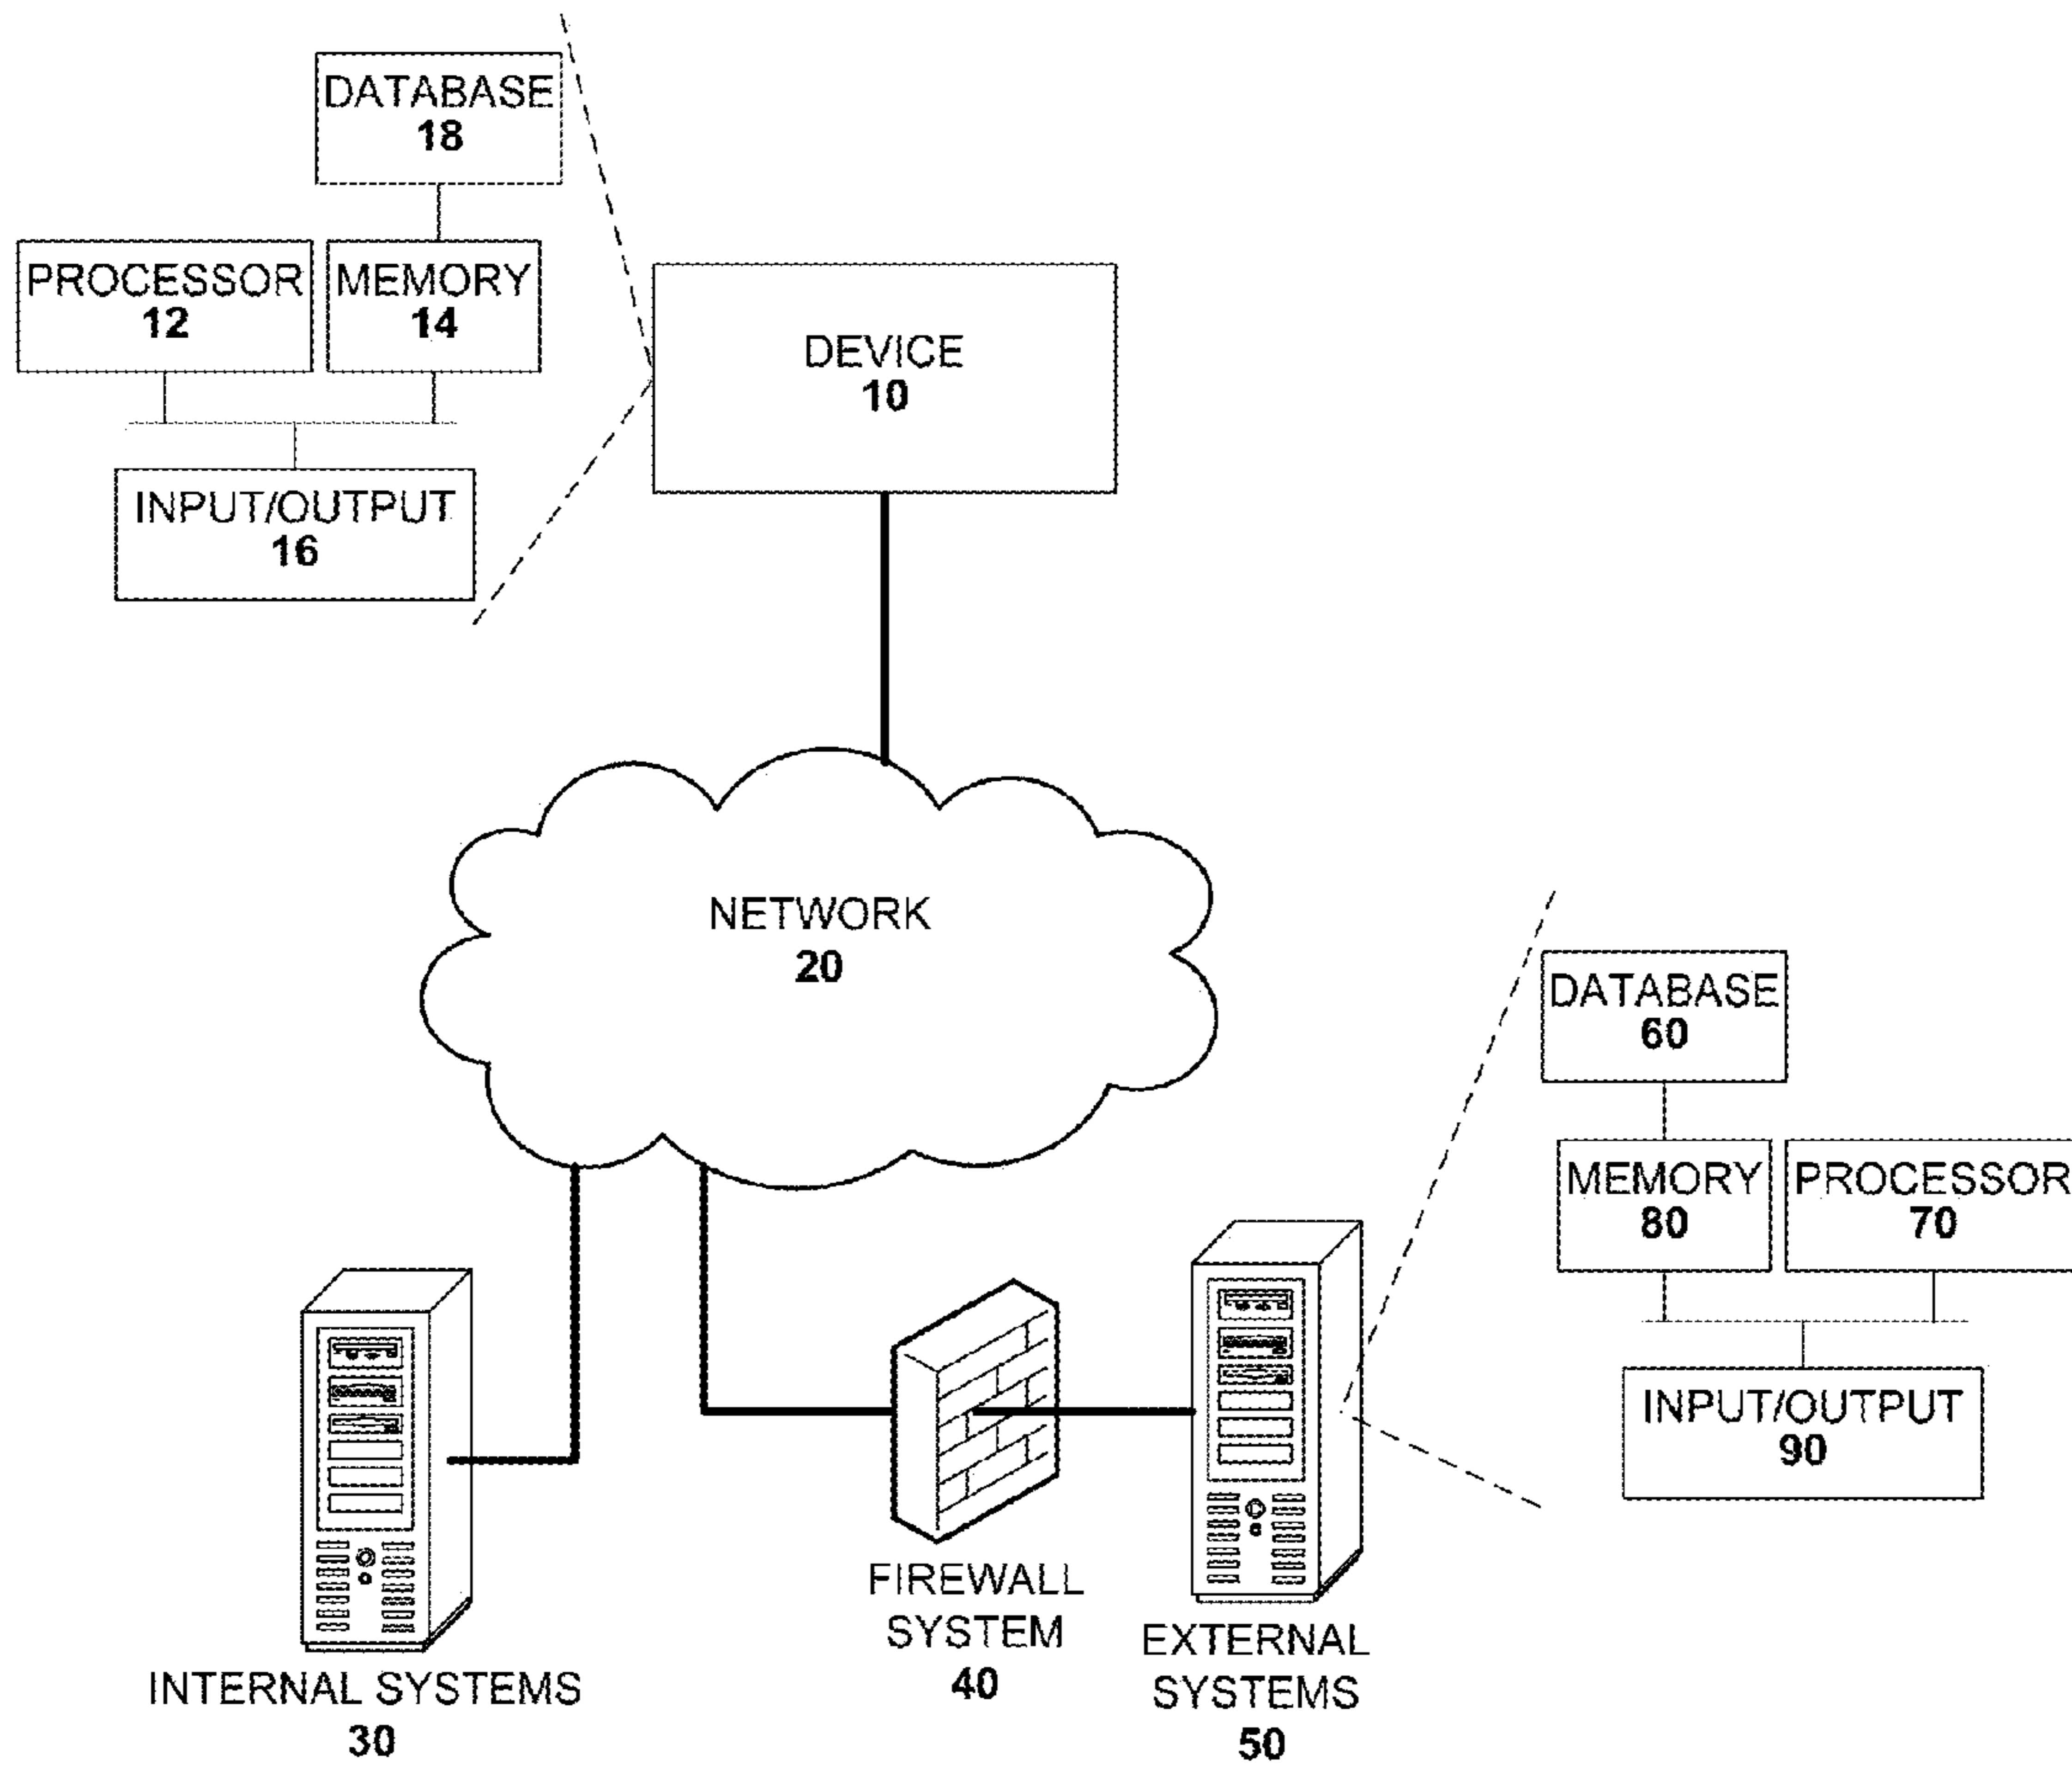 DATABASE
18
PROCESSOR
12
MEMORY
14
INPUT/OUTPUT
16
DEVICE
10
NETWORK
20
DATABASE
60
MEMORY
80
PROCESSOR
70
INPUT/OUTPUT
90
INTERNAL SYSTEMS
30
FIREWALL
SYSTEM
40
EXTERNAL
SYSTEMS
50